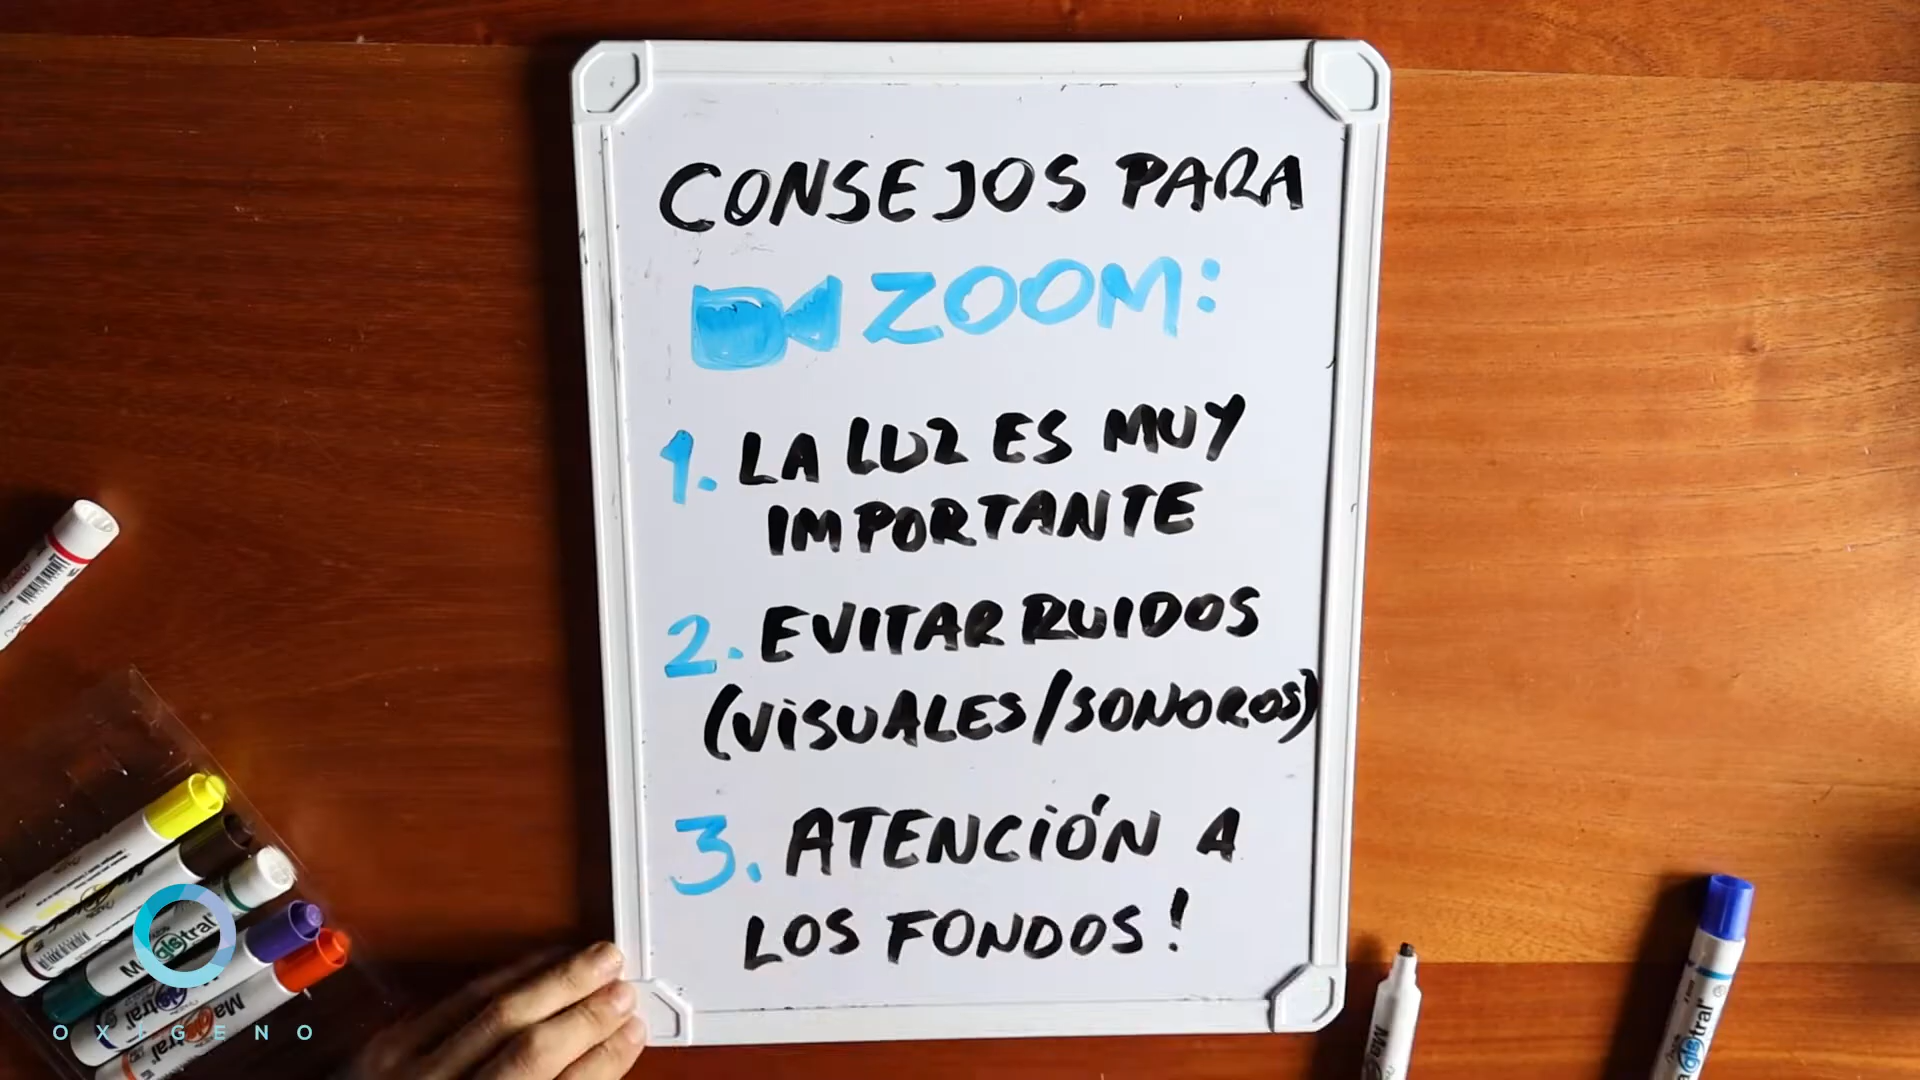 CONSEJOS PARA
ZOOM:
1. LA LUZ ES MUY
IMPORTANTE
2. EVITAR RUIDOS
(VISUALES/SONOROS)
3. ATENCIÓN A
LOS FONDOS!
OXÍGENO